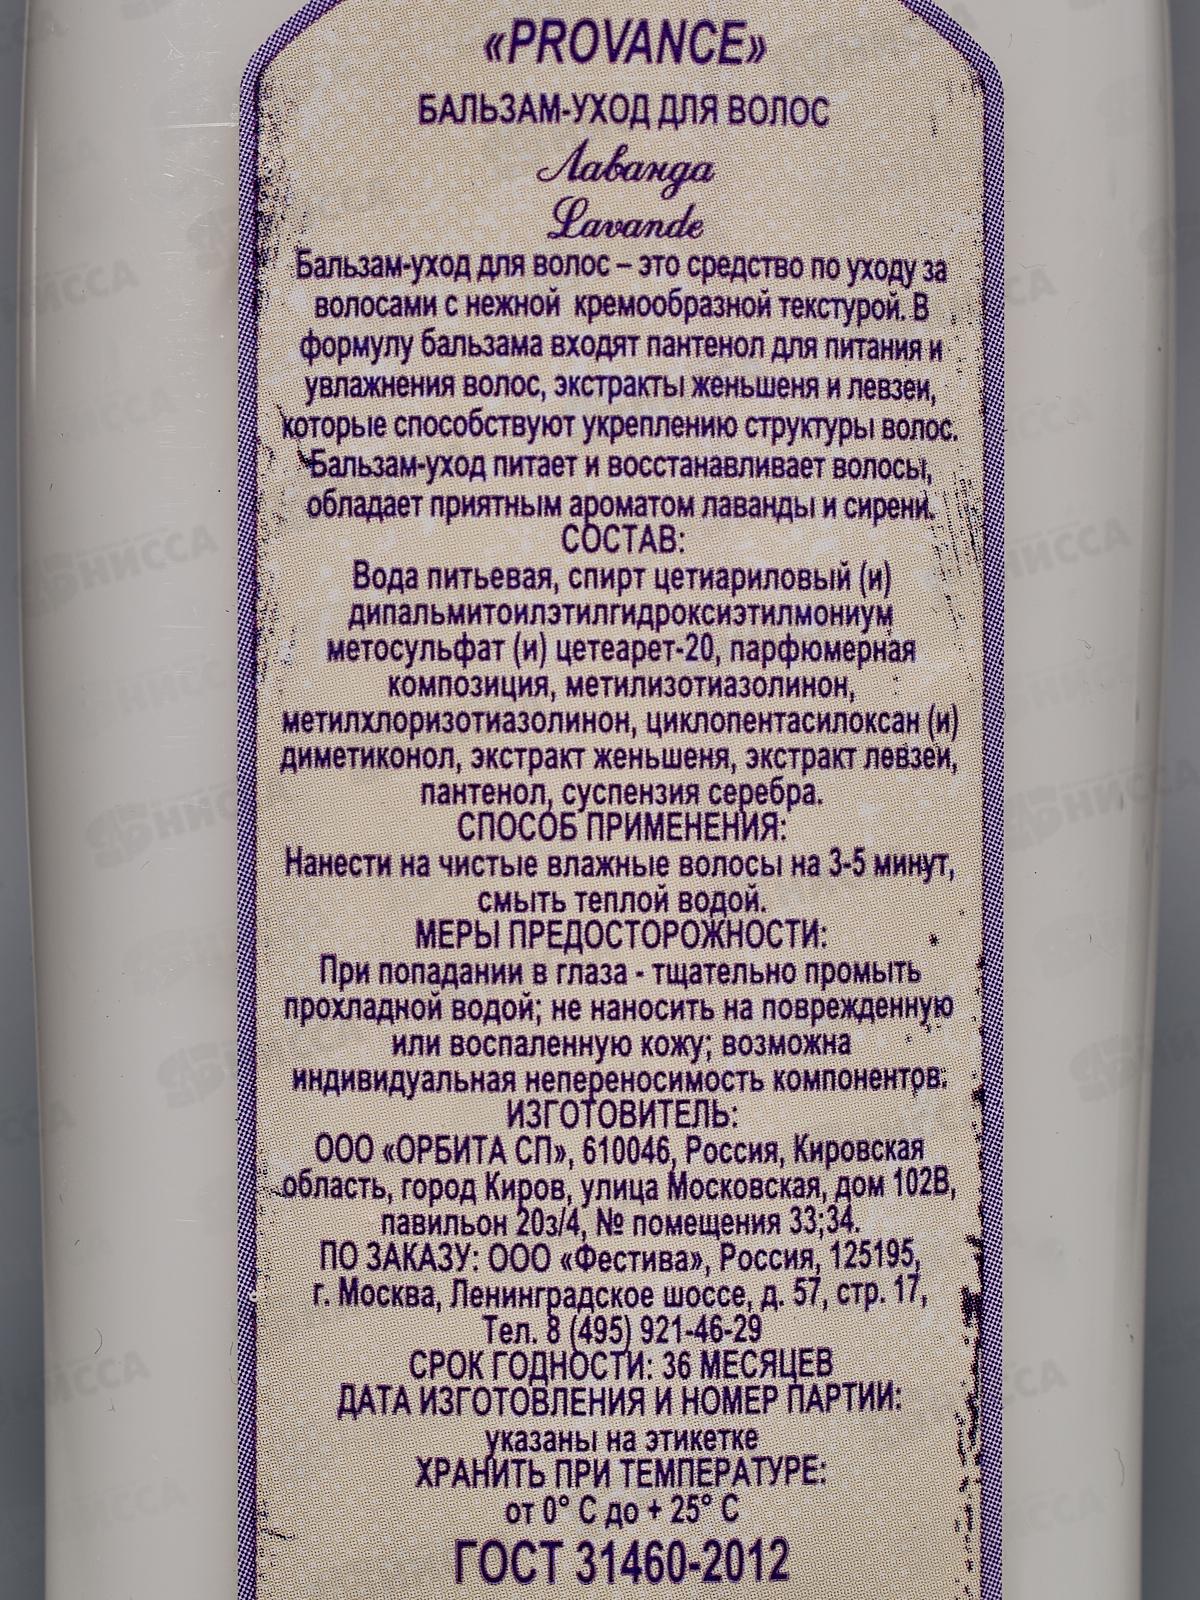 «PROVANCE»
БАЛЬЗАМ-УХОД ДЛЯ ВОЛОС
Лаванда
Lavande
Бальзам-уход для волос – это средство по уходу за
волосами с нежной кремообразной текстурой. В
формулу бальзама входят пантенол для питания и
увлажнения волос, экстракты женьшеня и левзеи,
которые способствуют укреплению структуры волос.
Бальзам-уход питает и восстанавливает волосы,
обладает приятным ароматом лаванды и сирени.
СОСТАВ:
Вода питьевая, спирт цетиариловый (и)
дипальмитоилэтилгидроксиэтилмониум
метосульфат (и) цетеарет-20, парфюмерная
композиция, метилизотиазолинон,
метилхлоризотиазолинон, циклопентасилоксан (и)
диметиконол, экстракт женьшеня, экстракт левзеи,
пантенол, суспензия серебра.
СПОСОБ ПРИМЕНЕНИЯ:
Нанести на чистые влажные волосы на 3-5 минут,
смыть теплой водой.
МЕРЫ ПРЕДОСТОРОЖНОСТИ:
При попадании в глаза - тщательно промыть
прохладной водой; не наносить на поврежденную
или воспаленную кожу; возможна
индивидуальная непереносимость компонентов.
ИЗГОТОВИТЕЛЬ:
ООО «ОРБИТА СП», 610046, Россия, Кировская
область, город Киров, улица Московская, дом 102В,
павильон 20з/4, № помещения 33;34.
ПО ЗАКАЗУ: ООО «Фестива», Россия, 125195,
г. Москва, Ленинградское шоссе, д. 57, стр. 17,
Тел. 8 (495) 921-46-29
СРОК ГОДНОСТИ: 36 МЕСЯЦЕВ
ДАТА ИЗГОТОВЛЕНИЯ И НОМЕР ПАРТИИ:
указаны на этикетке
ХРАНИТЬ ПРИ ТЕМПЕРАТУРЕ:
от 0° С до + 25° С
ГОСТ 31460-2012